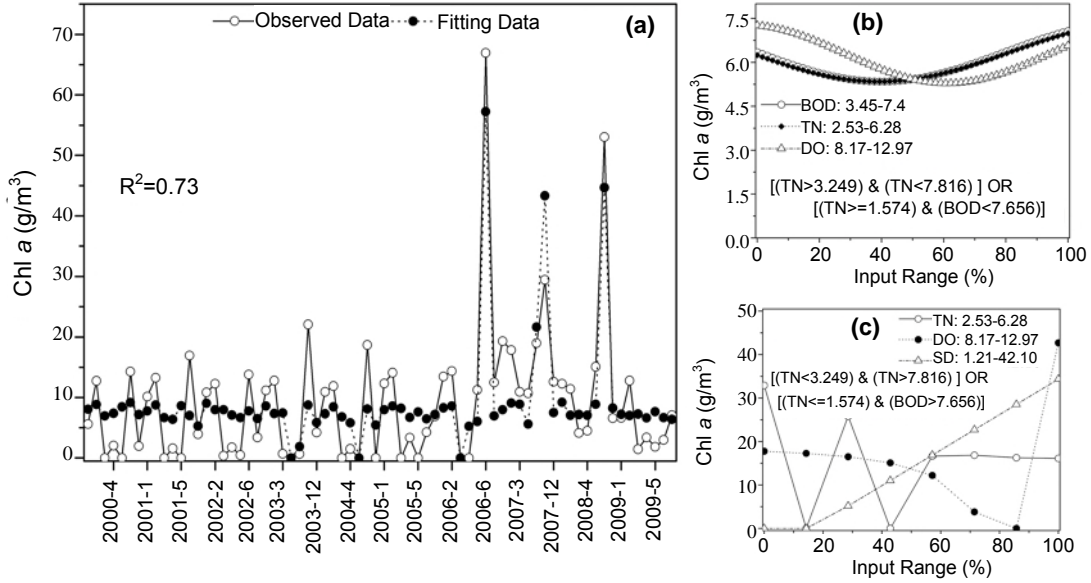 Observed Data
Fitting Data
(a)
R²=0.73
Chl a (g/m³)
70
60
50
40
30
20
10
0
2000-4
2001-1
2001-5
2002-2
2002-6
2003-3
2003-12
2004-4
2005-1
2005-5
2006-2
2006-6
2007-3
2007-12
2008-4
2009-1
2009-5
(b)
Chl a (g/m³)
7.5
6.0
4.5
3.0
1.5
0.0
BOD: 3.45-7.4
TN: 2.53-6.28
DO: 8.17-12.97
[(TN>3.249) & (TN<7.816) ] OR
[(TN>=1.574) & (BOD<7.656)]
0 20 40 60 80 100
Input Range (%)
(c)
Chl a (g/m³)
50
40
30
20
10
0
TN: 2.53-6.28
DO: 8.17-12.97
SD: 1.21-42.10
[(TN<3.249) & (TN>7.816) ] OR
[(TN<=1.574) & (BOD>7.656)]
0 20 40 60 80 100
Input Range (%)